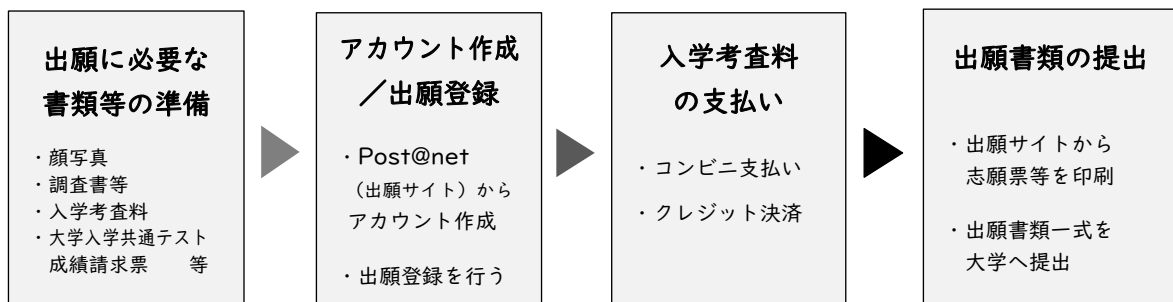 出願に必要な
書類等の準備
・顔写真
・調査書等
・入学考査料
・大学入学共通テスト
成績請求票　　等
アカウント作成
／出願登録
・Post@net
（出願サイト）から
アカウント作成
・出願登録を行う
入学考査料
の支払い
・コンビニ支払い
・クレジット決済
出願書類の提出
・出願サイトから
志願票等を印刷
・出願書類一式を
大学へ提出